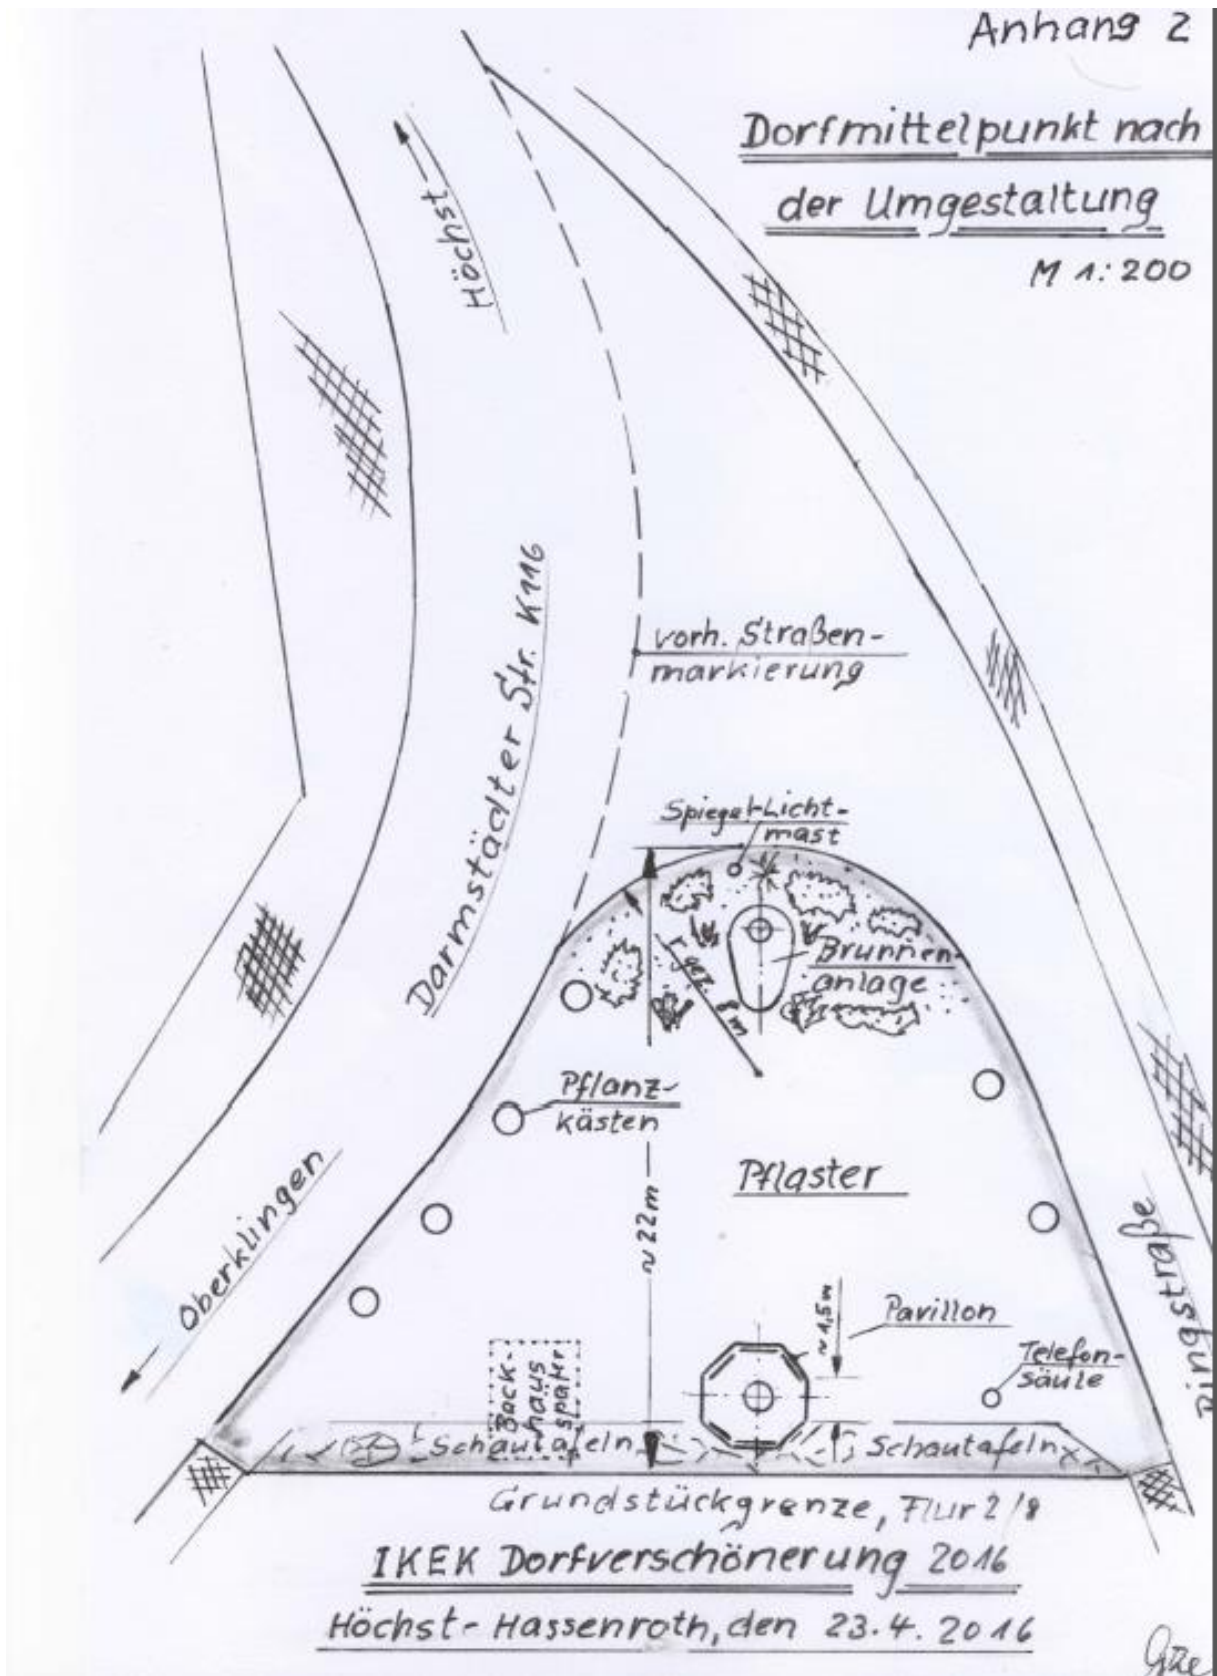 Anhang 2
Dorfmittelpunkt nach
der Umgestaltung
M 1:200
Höchst
Darmstädter Str. K116
vorh. Straßen-
markierung
Spiegel-Licht-
mast
Brunnen-
anlage
r gez. 8m
Pflanz-
kästen
Pflaster
Oberklingen
~22m
~1,5m
Pavillon
Telefon-
säule
Ringstraße
Back-
haus
Schautafeln
Schautafeln
Grundstückgrenze, Flur 2/8
IKEK Dorfverschönerung 2016
Höchst-Hassenroth, den 23.4.2016